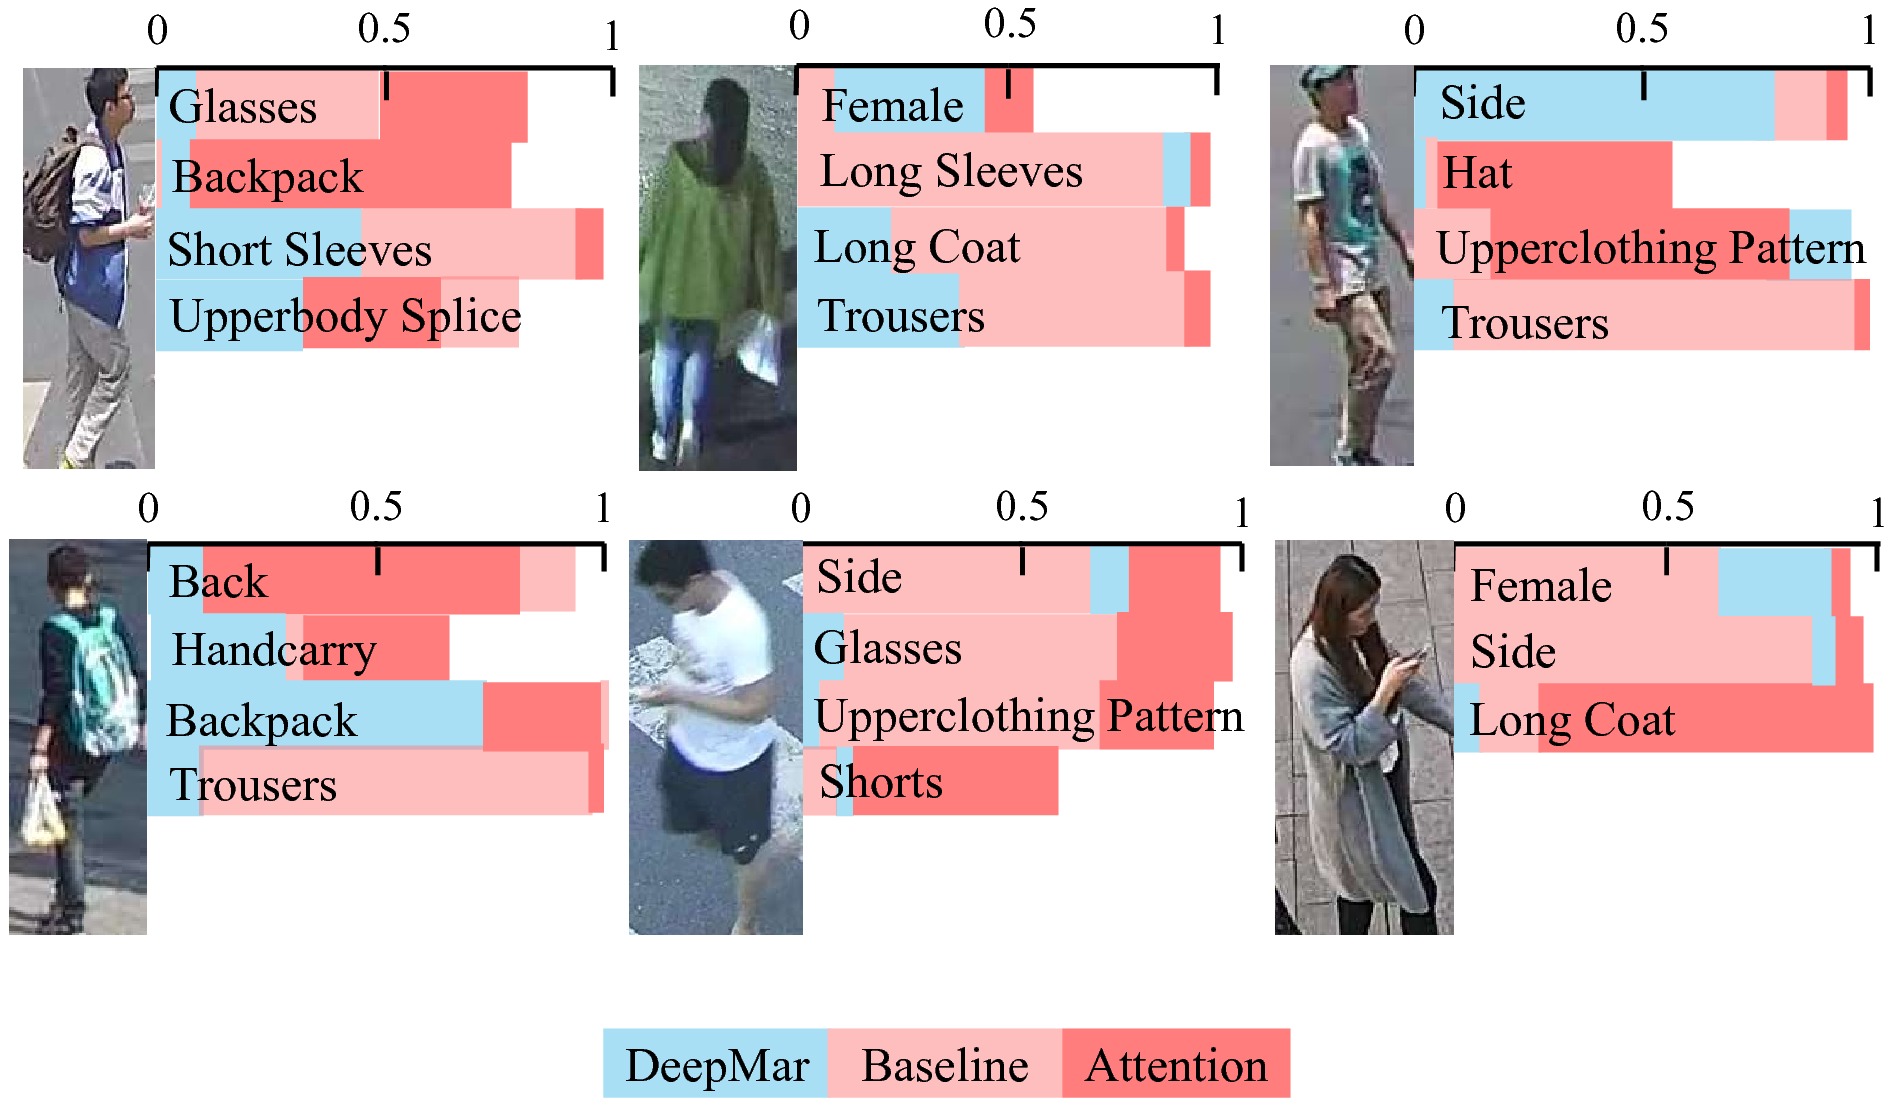 0 0.5 1
Glasses
Backpack
Short Sleeves
Upperbody Splice
0 0.5 1
Female
Long Sleeves
Long Coat
Trousers
0 0.5 1
Side
Hat
Upperclothing Pattern
Trousers
0 0.5 1
Back
Handcarry
Backpack
Trousers
0 0.5 1
Side
Glasses
Upperclothing Pattern
Shorts
0 0.5 1
Female
Side
Long Coat
DeepMar Baseline Attention